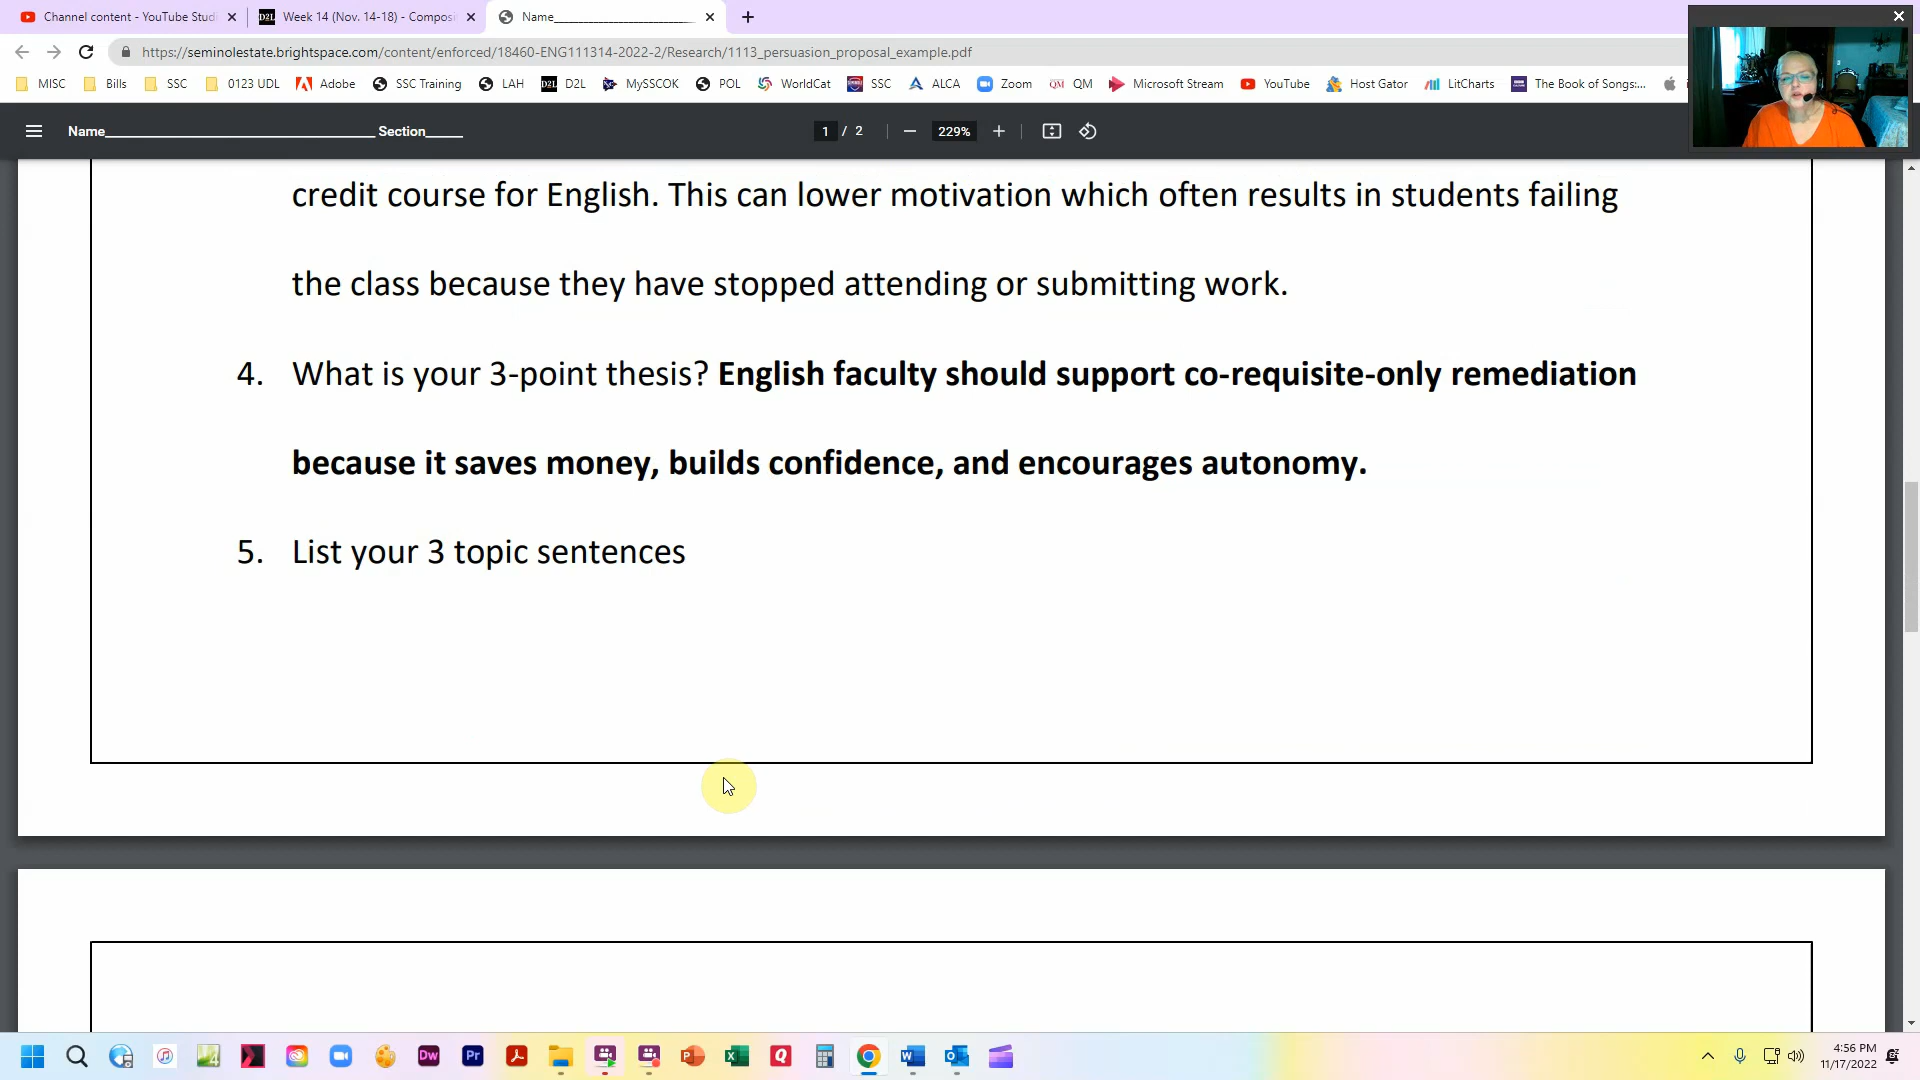 Channel content - YouTube Studi
Week 14 (Nov. 14-18) - Composi
Name____________________________
https://seminolestate.brightspace.com/content/enforced/18460-ENG111314-2022-2/Research/1113_persuasion_proposal_example.pdf
MISC Bills SSC 0123 UDL Adobe SSC Training LAH D2L MySSCOK POL WorldCat SSC ALCA Zoom QM QM Microsoft Stream YouTube Host Gator LitCharts The Book of Songs:...
Name______________________________ Section_____ 1 / 2 229%
credit course for English. This can lower motivation which often results in students failing
the class because they have stopped attending or submitting work.
4. What is your 3-point thesis? English faculty should support co-requisite-only remediation
because it saves money, builds confidence, and encourages autonomy.
5. List your 3 topic sentences
4:56 PM
11/17/2022